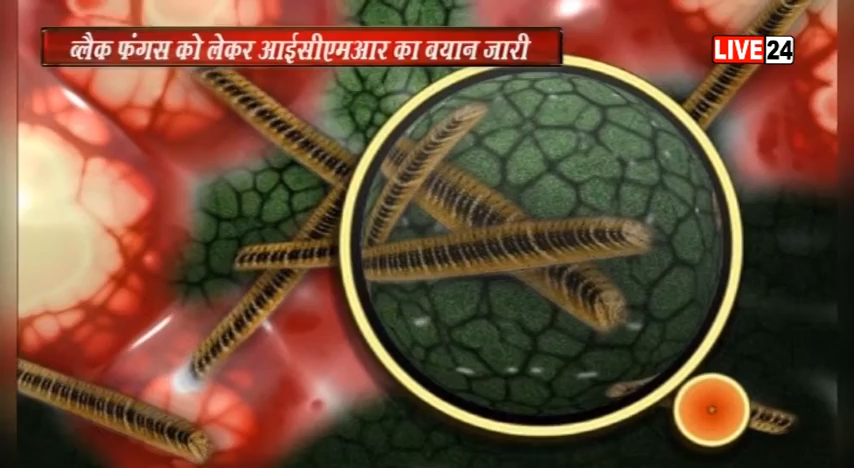 ब्लैक फंगस को लेकर आईसीएमआर का बयान जारी
LIVE24